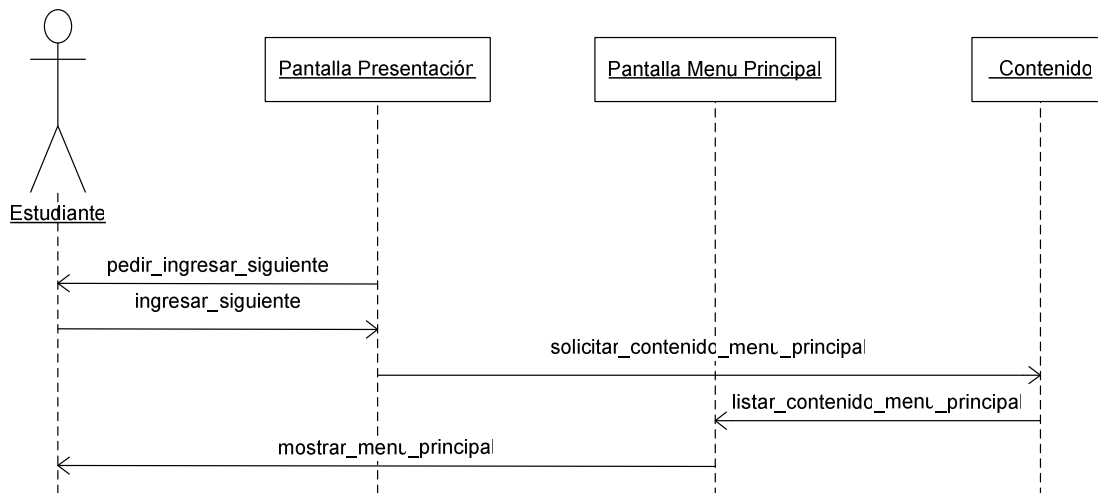 Pantalla Presentación
Pantalla Menu Principal
Contenido
Estudiante
pedir_ingresar_siguiente
ingresar_siguiente
solicitar_contenido_menu_principal
listar_contenido_menu_principal
mostrar_menu_principal